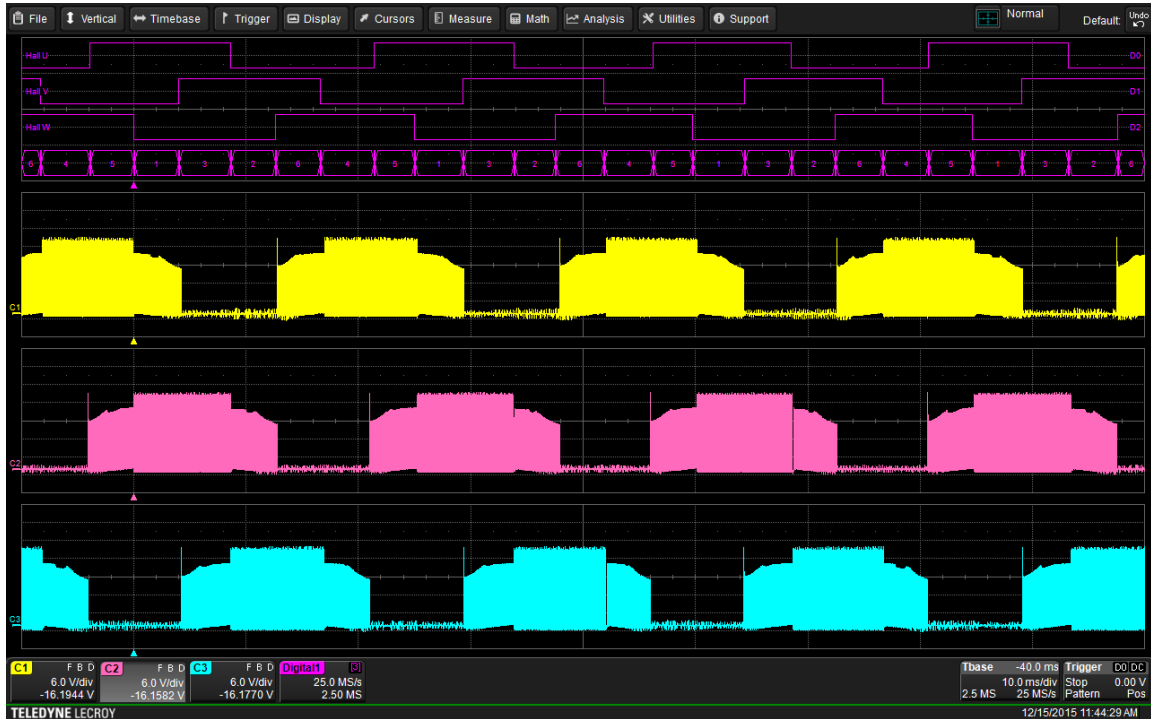 File Vertical Timebase Trigger Display Cursors Measure Math Analysis Utilities Support Normal Default: Undo
Hall U D0
Hall V D1
Hall W D2
6 4 5 1 3 2 6 4 5 1 3 2 6 4 5 1 3 2 6 4 5 1 3 2 6
C1
C2
C3
C1 F B D C2 F B D C3 F B D Digital1 [3] Tbase -40.0 ms Trigger D0 DC
6.0 V/div 6.0 V/div 6.0 V/div 25.0 MS/s 10.0 ms/div Stop 0.00 V
-16.1944 V -16.1582 V -16.1770 V 2.50 MS 2.5 MS 25 MS/s Pattern Pos
TELEDYNE LECROY 12/15/2015 11:44:29 AM